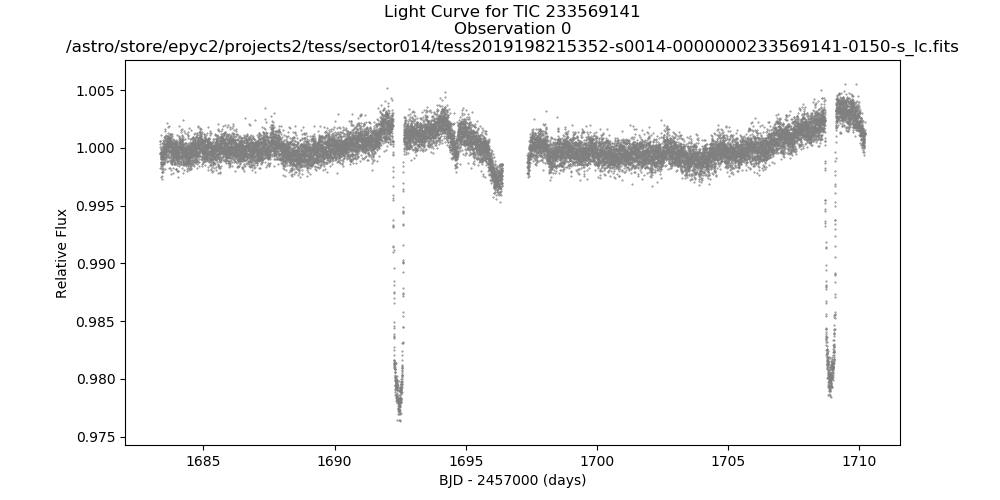 Light Curve for TIC 233569141
Observation 0
/astro/store/epyc2/projects2/tess/sector014/tess2019198215352-s0014-0000000233569141-0150-s_lc.fits
1.005
1.000
0.995
0.990
0.985
0.980
0.975
Relative Flux
1685
1690
1695
1700
1705
1710
BJD - 2457000 (days)